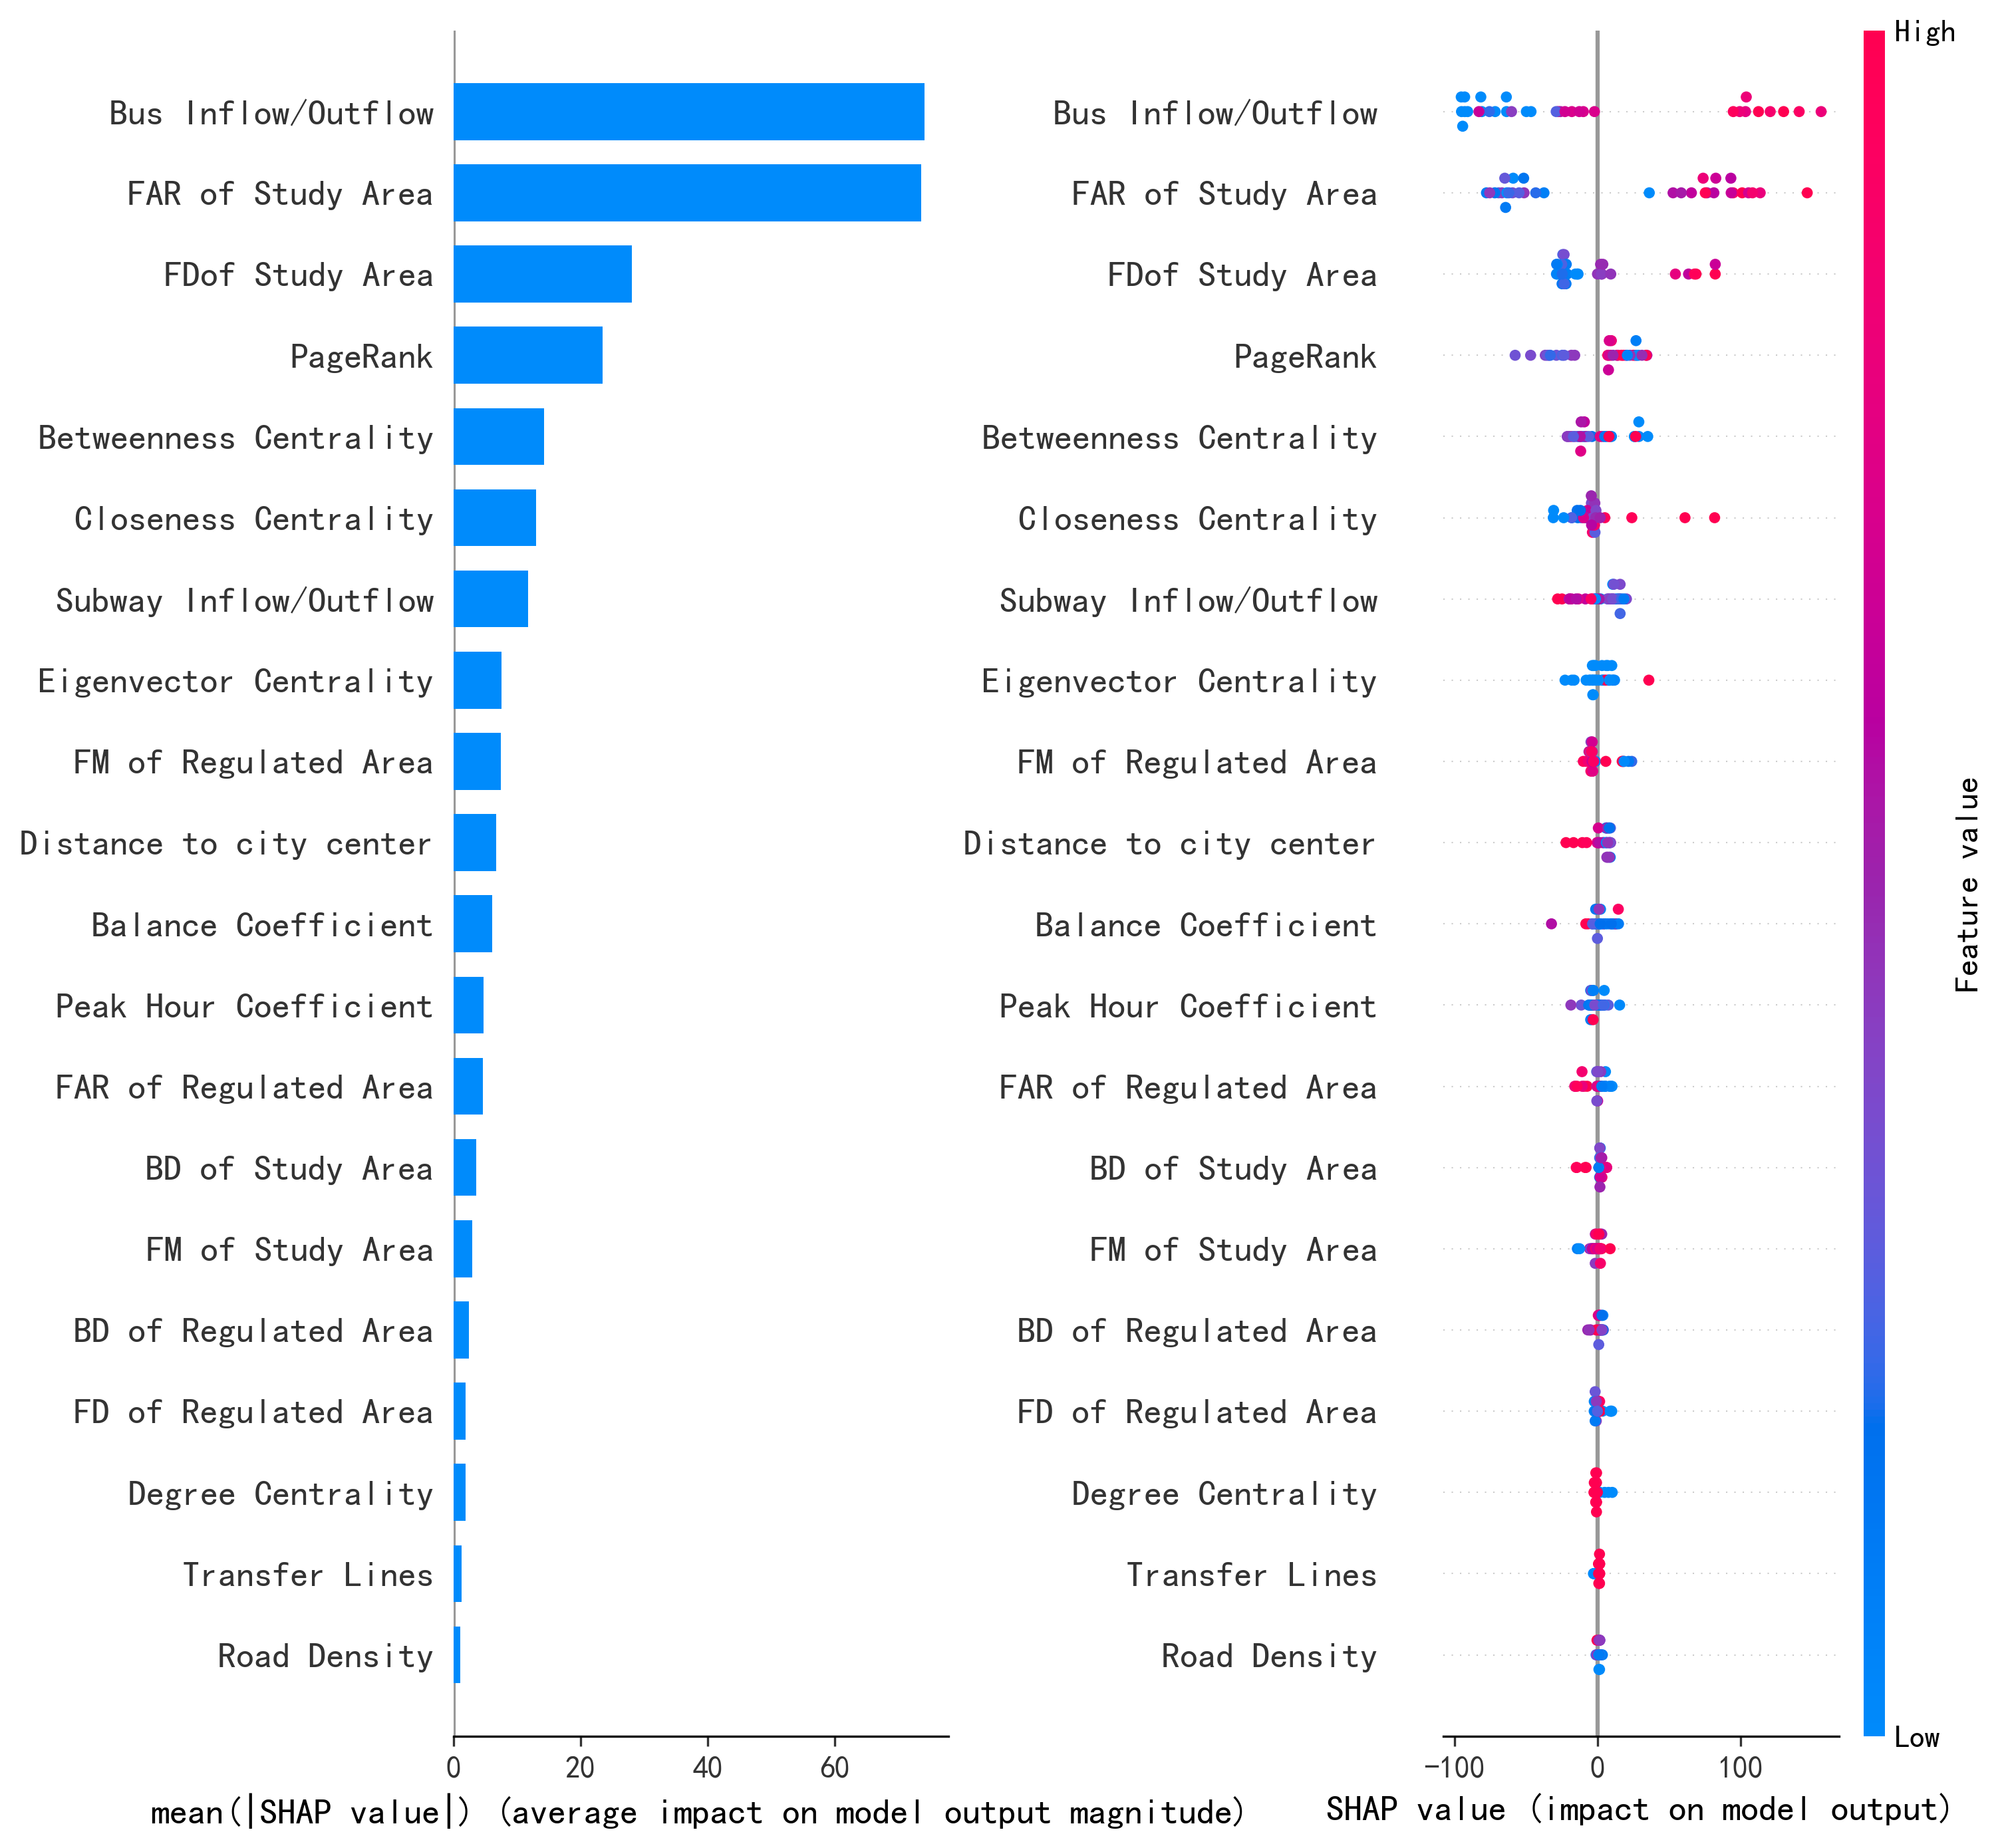 Bus Inflow/Outflow
FAR of Study Area
FDof Study Area
PageRank
Betweenness Centrality
Closeness Centrality
Subway Inflow/Outflow
Eigenvector Centrality
FM of Regulated Area
Distance to city center
Balance Coefficient
Peak Hour Coefficient
FAR of Regulated Area
BD of Study Area
FM of Study Area
BD of Regulated Area
FD of Regulated Area
Degree Centrality
Transfer Lines
Road Density
0 20 40 60
mean(|SHAP value|) (average impact on model output magnitude)
Bus Inflow/Outflow
FAR of Study Area
FDof Study Area
PageRank
Betweenness Centrality
Closeness Centrality
Subway Inflow/Outflow
Eigenvector Centrality
FM of Regulated Area
Distance to city center
Balance Coefficient
Peak Hour Coefficient
FAR of Regulated Area
BD of Study Area
FM of Study Area
BD of Regulated Area
FD of Regulated Area
Degree Centrality
Transfer Lines
Road Density
−100 0 100
SHAP value (impact on model output)
High
Feature value
Low